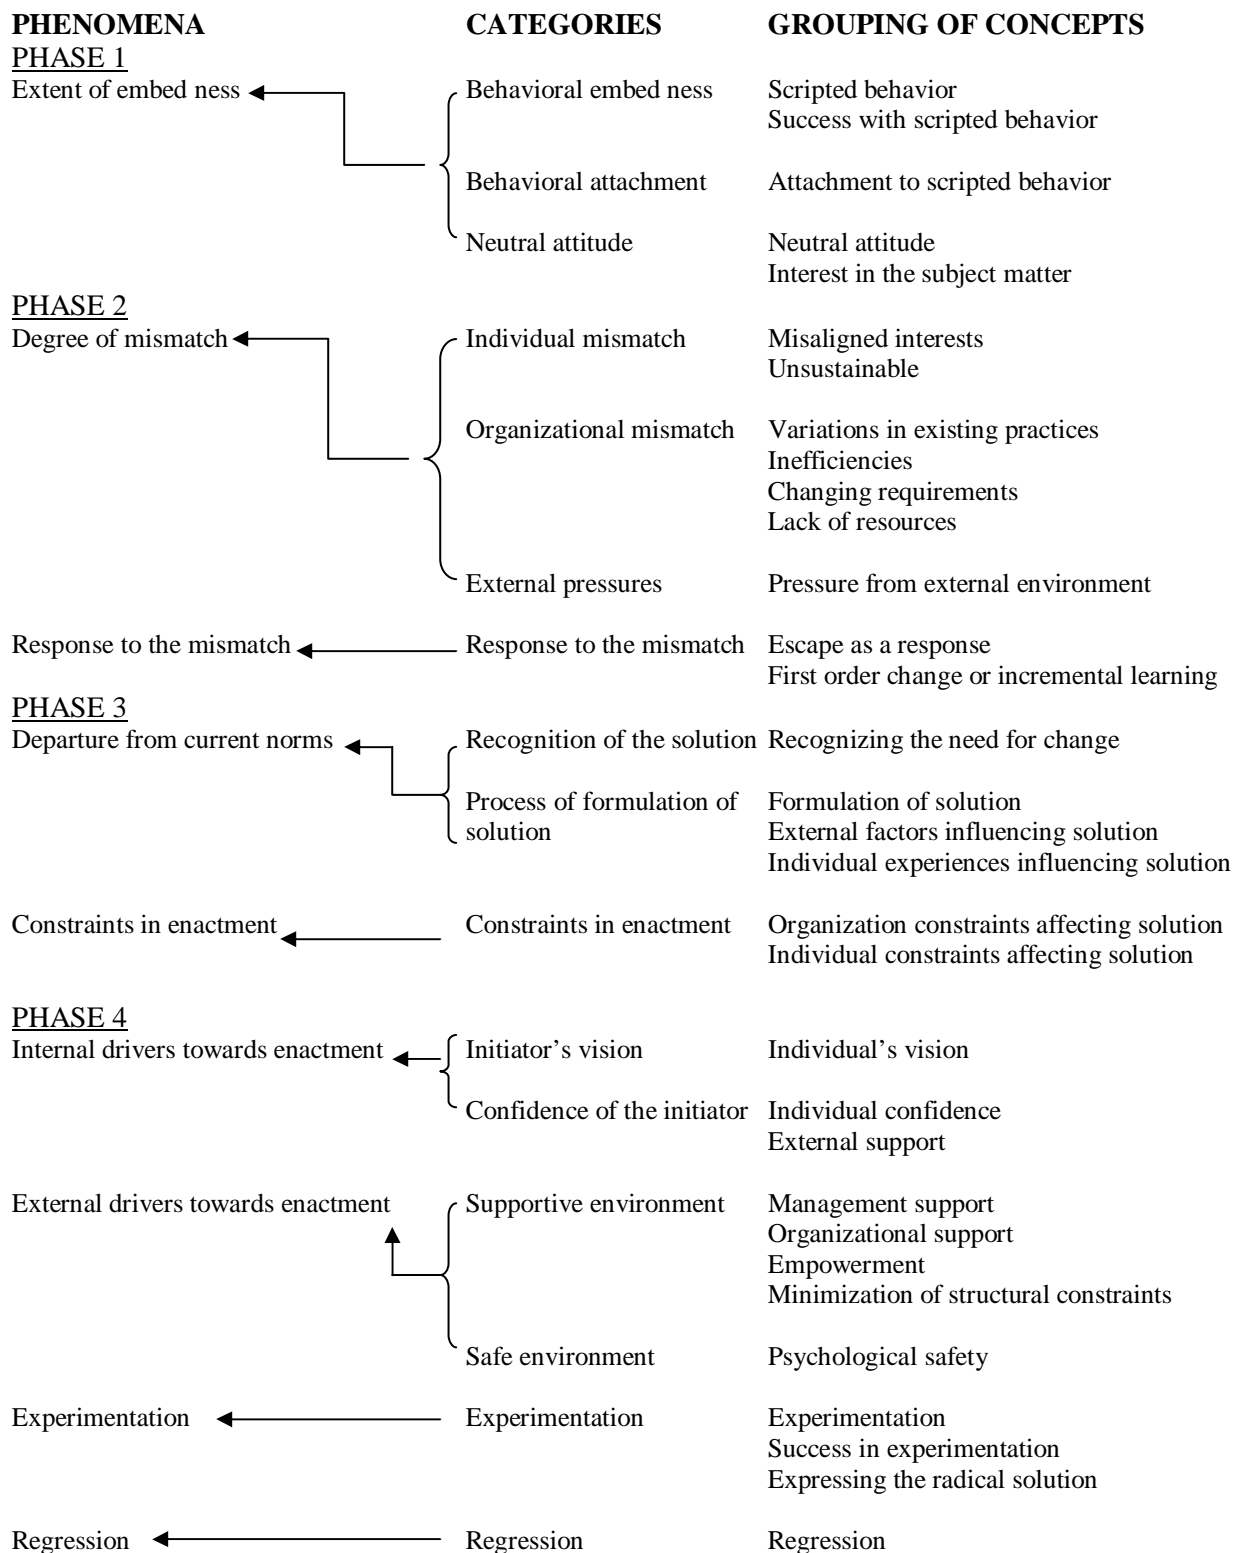 PHENOMENA CATEGORIES GROUPING OF CONCEPTS
PHASE 1
Extent of embed ness Behavioral embed ness Scripted behavior
Success with scripted behavior
Behavioral attachment Attachment to scripted behavior
Neutral attitude Neutral attitude
Interest in the subject matter
PHASE 2
Degree of mismatch Individual mismatch Misaligned interests
Unsustainable
Organizational mismatch Variations in existing practices
Inefficiencies
Changing requirements
Lack of resources
External pressures Pressure from external environment
Response to the mismatch Response to the mismatch Escape as a response
First order change or incremental learning
PHASE 3
Departure from current norms Recognition of the solution Recognizing the need for change
Process of formulation of Formulation of solution
solution External factors influencing solution
Individual experiences influencing solution
Constraints in enactment Constraints in enactment Organization constraints affecting solution
Individual constraints affecting solution
PHASE 4
Internal drivers towards enactment Initiator’s vision Individual’s vision
Confidence of the initiator Individual confidence
External support
External drivers towards enactment Supportive environment Management support
Organizational support
Empowerment
Minimization of structural constraints
Safe environment Psychological safety
Experimentation Experimentation Experimentation
Success in experimentation
Expressing the radical solution
Regression Regression Regression